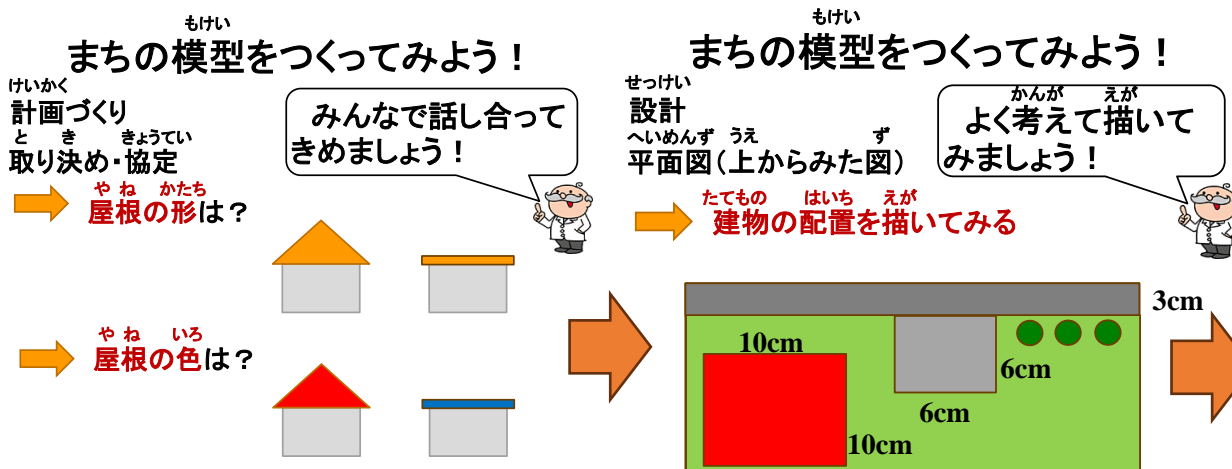 もけい
まちの模型をつくってみよう！
けいかく
計画づくり
と き きょうてい
取り決め・協定
みんなで話し合って
きめましょう！
やね かたち
屋根の形は？
やね いろ
屋根の色は？
もけい
まちの模型をつくってみよう！
せっけい
設計
へいめんず うえ ず
平面図（上からみた図）
かんが えが
よく考えて描いて
みましょう！
たてもの はいち えが
建物の配置を描いてみる
3cm
10cm
6cm
6cm
10cm